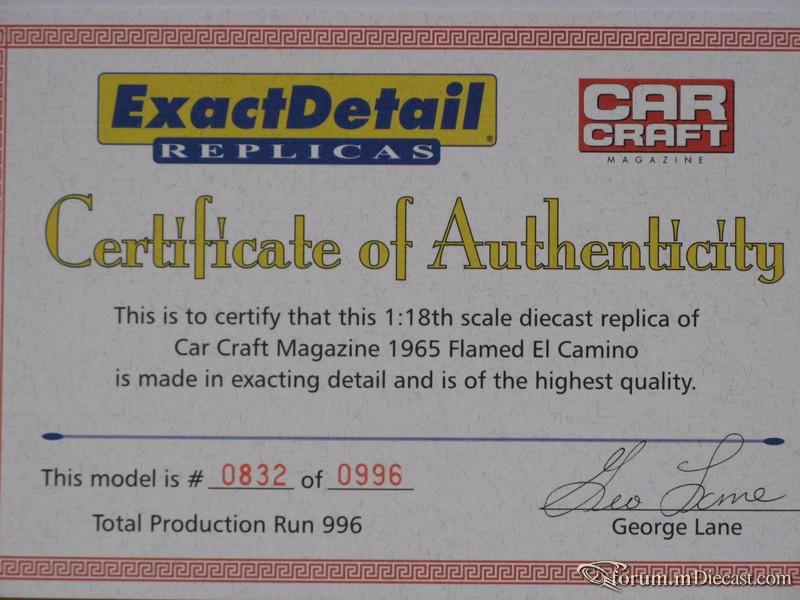 ExactDetail®
REPLICAS
CAR
CRAFT
MAGAZINE
Certificate of Authenticity
This is to certify that this 1:18th scale diecast replica of
Car Craft Magazine 1965 Flamed El Camino
is made in exacting detail and is of the highest quality.
This model is # 0832 of 0996
Total Production Run 996
Geo Lane
George Lane
forum.mDiecast.com